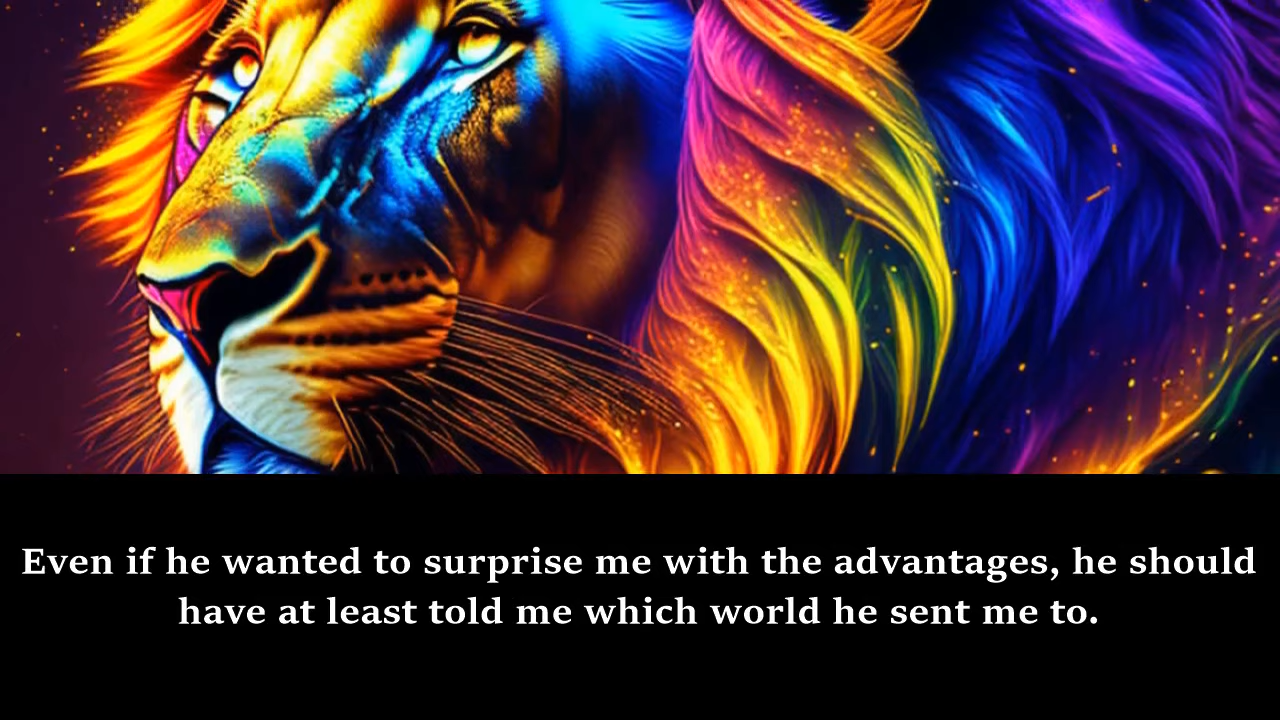 Even if he wanted to surprise me with the advantages, he should
have at least told me which world he sent me to.